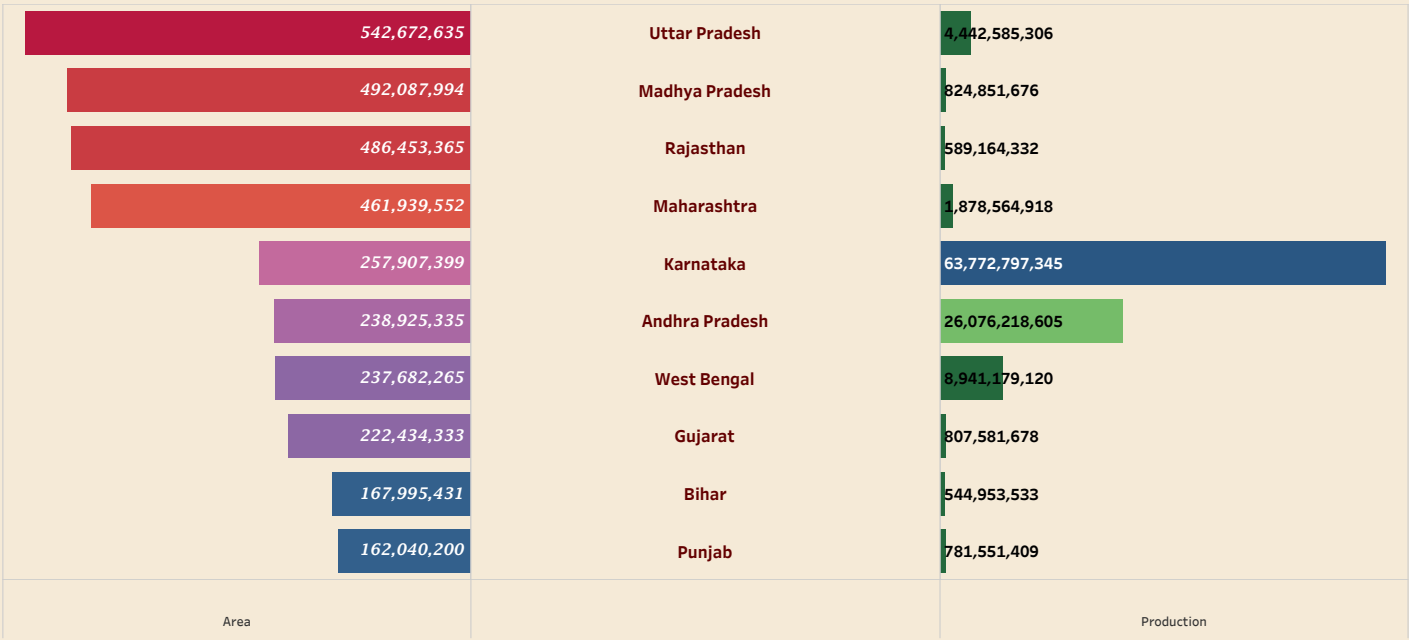 542,672,635 Uttar Pradesh 4,442,585,306
492,087,994 Madhya Pradesh 824,851,676
486,453,365 Rajasthan 589,164,332
461,939,552 Maharashtra 1,878,564,918
257,907,399 Karnataka 63,772,797,345
238,925,335 Andhra Pradesh 26,076,218,605
237,682,265 West Bengal 8,941,179,120
222,434,333 Gujarat 807,581,678
167,995,431 Bihar 544,953,533
162,040,200 Punjab 781,551,409
Area Production